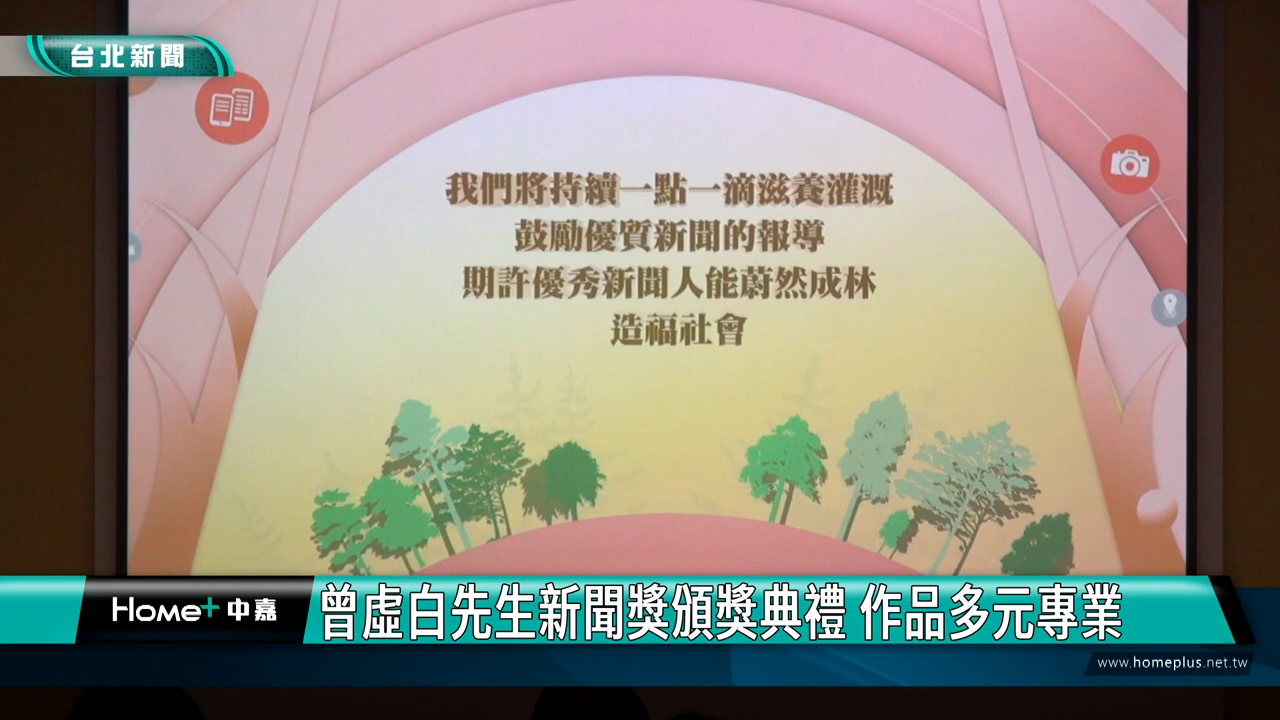 台北新聞
我們將持續一點一滴滋養灌溉
鼓勵優質新聞的報導
期許優秀新聞人能蔚然成林
造福社會
Home+ 中嘉
曾虛白先生新聞獎頒獎典禮 作品多元專業
www.homeplus.net.tw